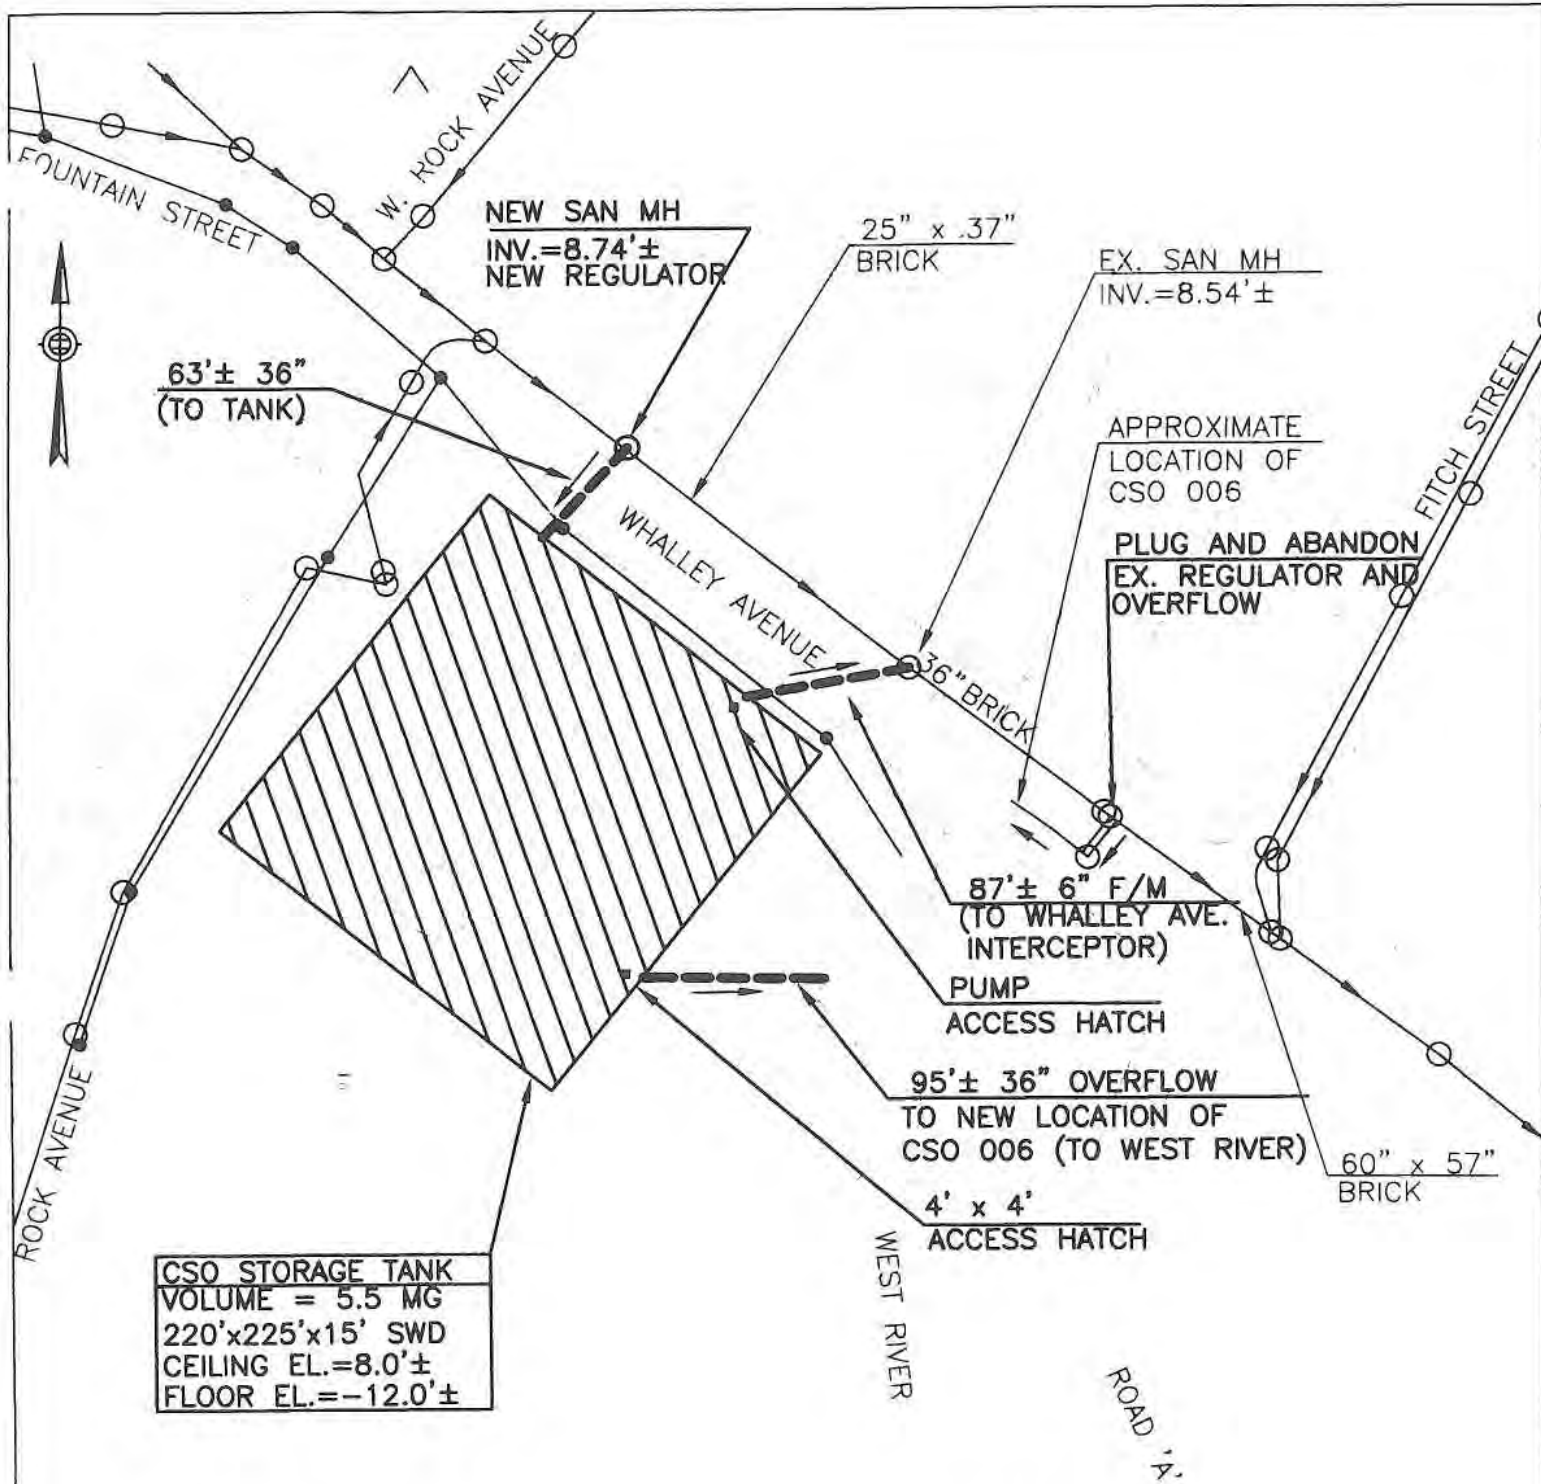 W. ROCK AVENUE
FOUNTAIN STREET
NEW SAN MH
INV.=8.74'±
NEW REGULATOR
25" x .37"
BRICK
EX. SAN MH
INV.=8.54'±
63'± 36"
(TO TANK)
APPROXIMATE
LOCATION OF
CSO 006
FITCH STREET
WHALLEY AVENUE
PLUG AND ABANDON
EX. REGULATOR AND
OVERFLOW
36" BRICK
87'± 6" F/M
(TO WHALLEY AVE.
INTERCEPTOR)
PUMP
ACCESS HATCH
95'± 36" OVERFLOW
TO NEW LOCATION OF
CSO 006 (TO WEST RIVER)
60" x 57"
BRICK
4' x 4'
ACCESS HATCH
ROCK AVENUE
CSO STORAGE TANK
VOLUME = 5.5 MG
220'x225'x15' SWD
CEILING EL.=8.0'±
FLOOR EL.=-12.0'±
WEST RIVER
ROAD 'A'